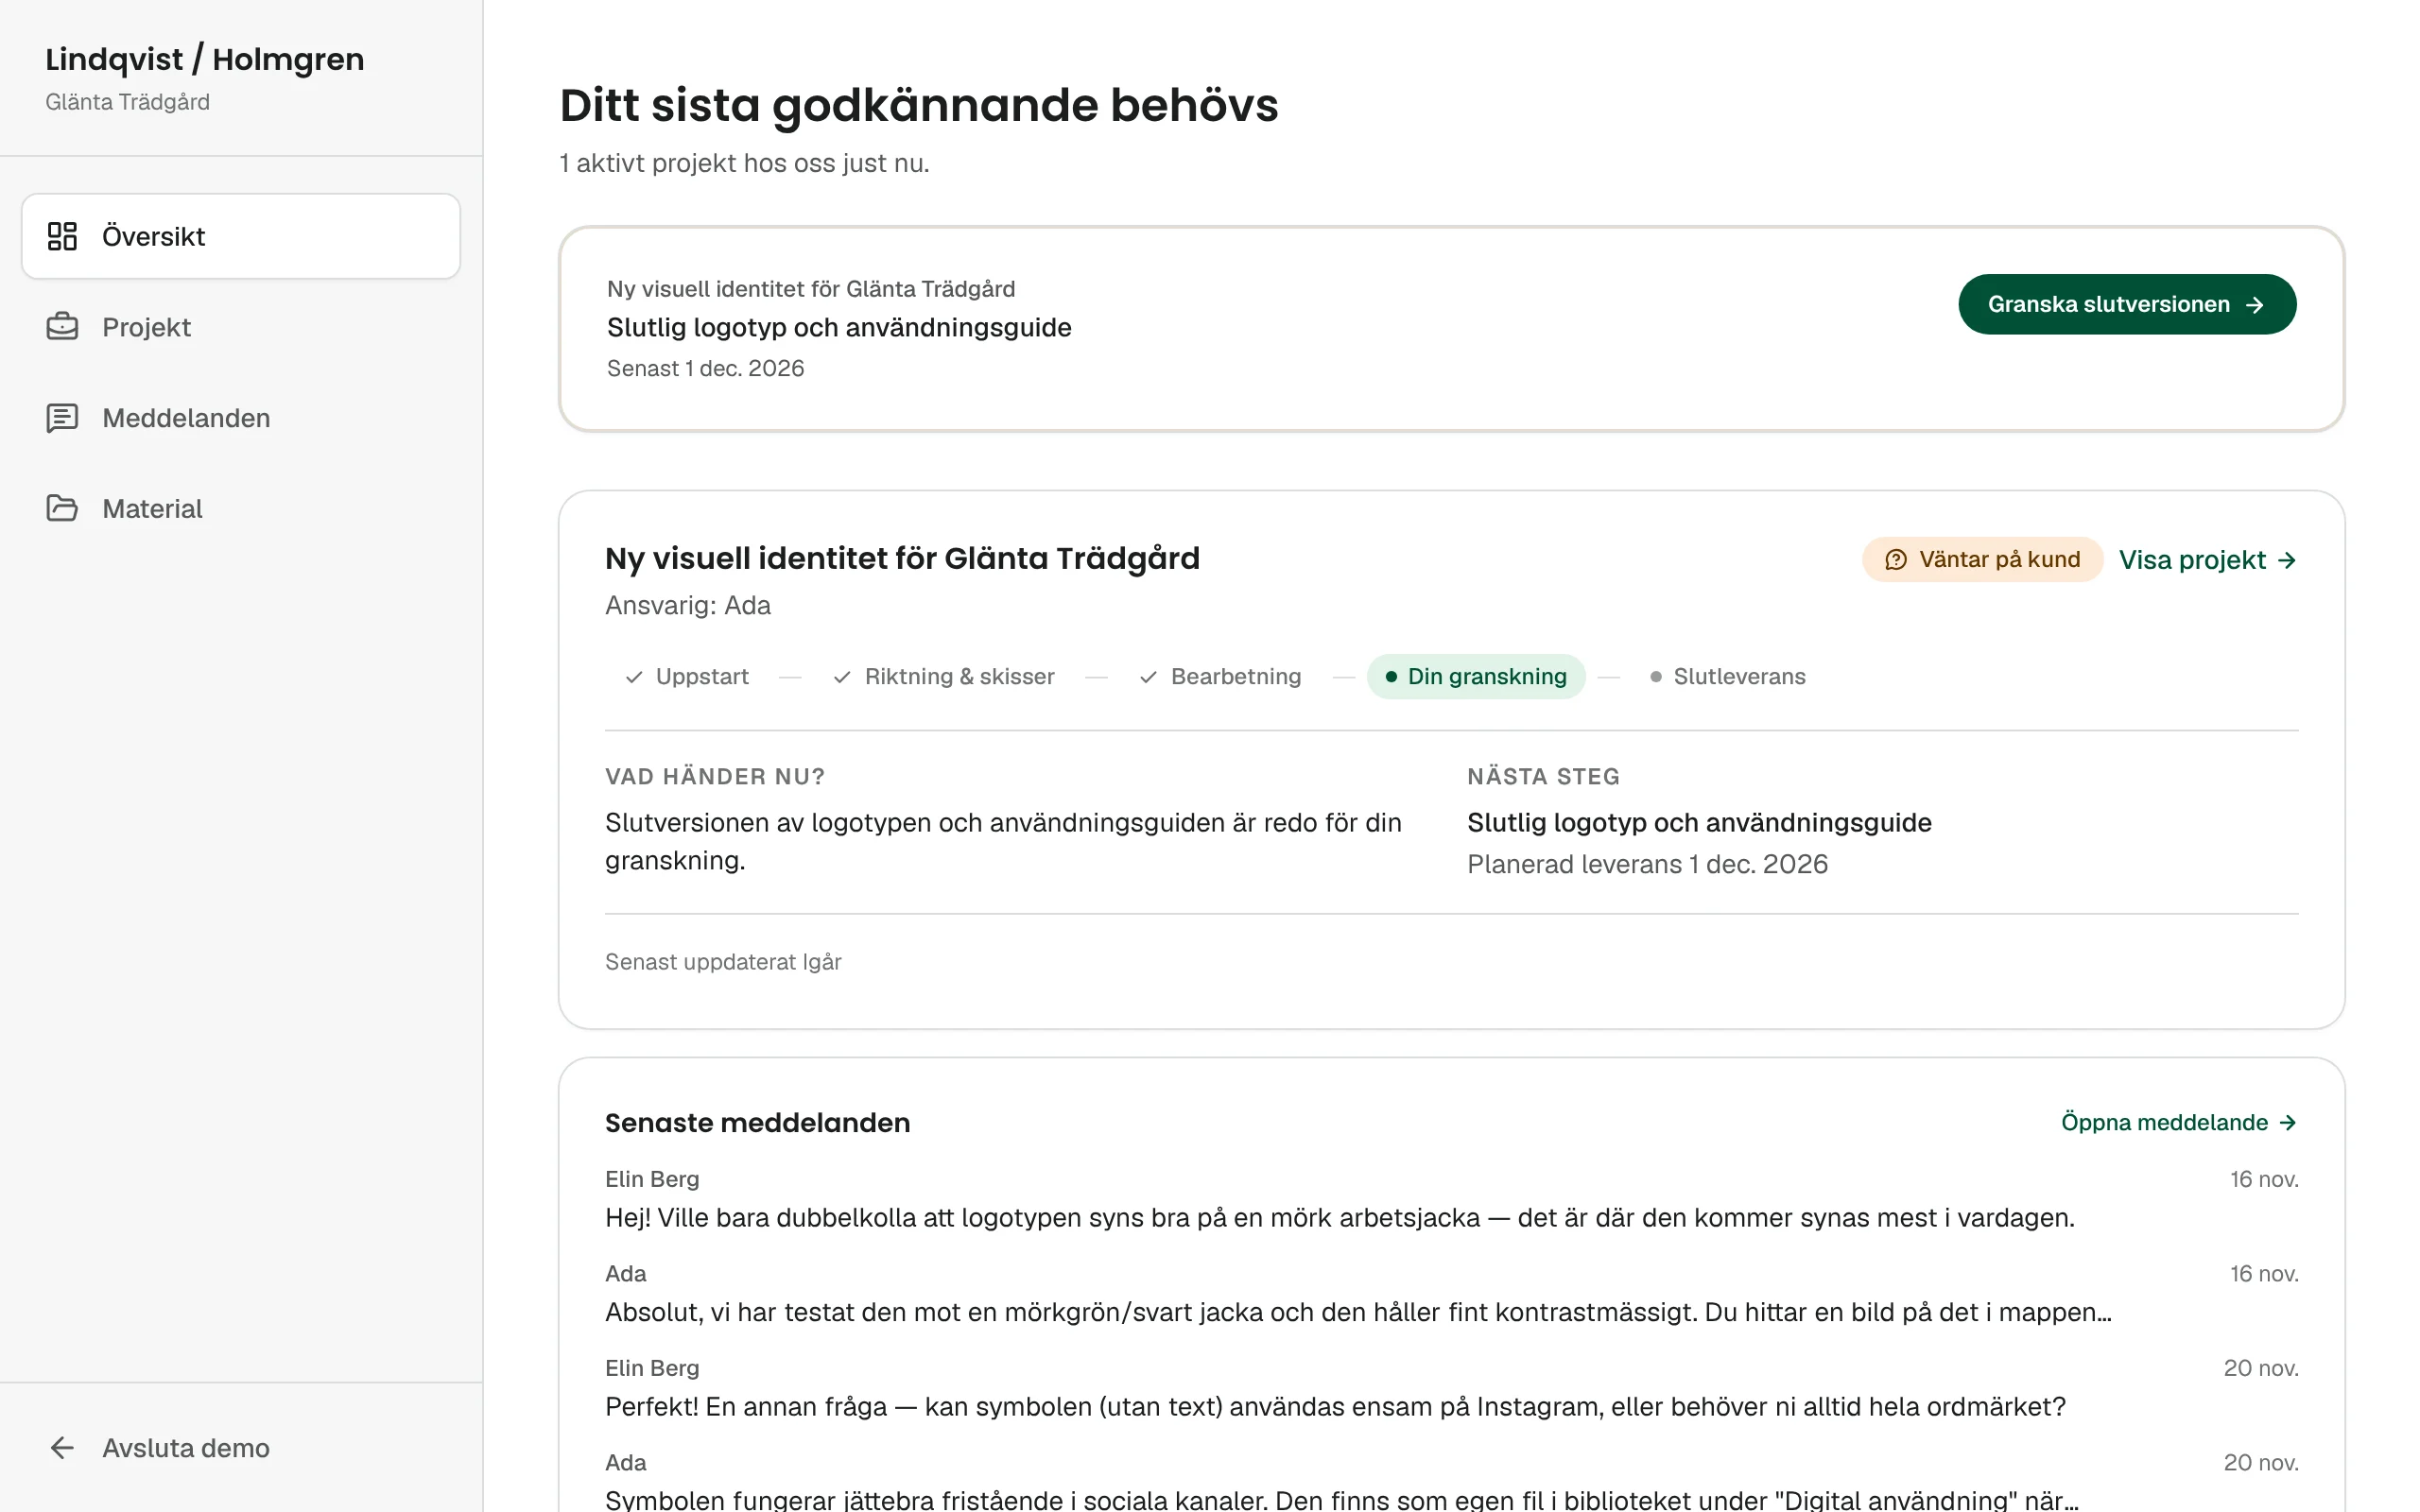 Lindqvist / Holmgren
Glänta Trädgård
Översikt
Projekt
Meddelanden
Material
Avsluta demo
Ditt sista godkännande behövs
1 aktivt projekt hos oss just nu.
Ny visuell identitet för Glänta Trädgård
Slutlig logotyp och användningsguide
Senast 1 dec. 2026
Granska slutversionen →
Ny visuell identitet för Glänta Trädgård
Väntar på kund
Visa projekt →
Ansvarig: Ada
Uppstart — Riktning & skisser — Bearbetning — Din granskning — Slutleverans
VAD HÄNDER NU?
Slutversionen av logotypen och användningsguiden är redo för din
granskning.
NÄSTA STEG
Slutlig logotyp och användningsguide
Planerad leverans 1 dec. 2026
Senast uppdaterat Igår
Senaste meddelanden
Öppna meddelande →
Elin Berg 16 nov.
Hej! Ville bara dubbelkolla att logotypen syns bra på en mörk arbetsjacka — det är där den kommer synas mest i vardagen.
Ada 16 nov.
Absolut, vi har testat den mot en mörkgrön/svart jacka och den håller fint kontrastmässigt. Du hittar en bild på det i mappen…
Elin Berg 20 nov.
Perfekt! En annan fråga — kan symbolen (utan text) användas ensam på Instagram, eller behöver ni alltid hela ordmärket?
Ada 20 nov.
Symbolen fungerar jättebra fristående i sociala kanaler. Den finns som egen fil i biblioteket under "Digital användning" när…